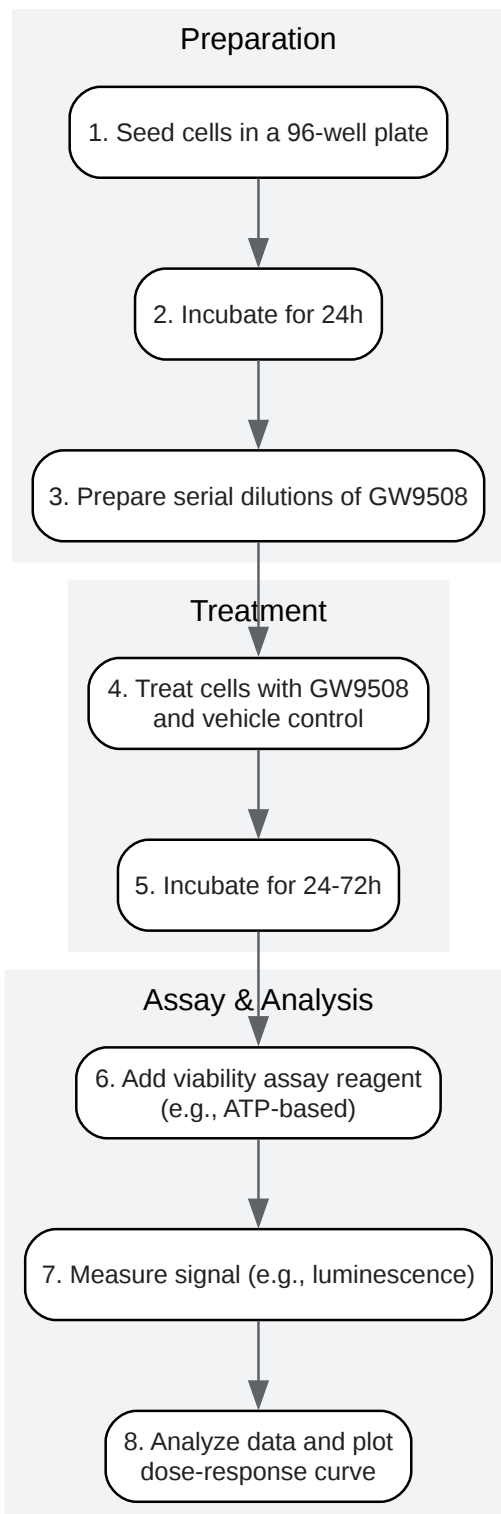 Preparation
1. Seed cells in a 96-well plate
2. Incubate for 24h
3. Prepare serial dilutions of GW9508
Treatment
4. Treat cells with GW9508
and vehicle control
5. Incubate for 24-72h
Assay & Analysis
6. Add viability assay reagent
(e.g., ATP-based)
7. Measure signal (e.g., luminescence)
8. Analyze data and plot
dose-response curve